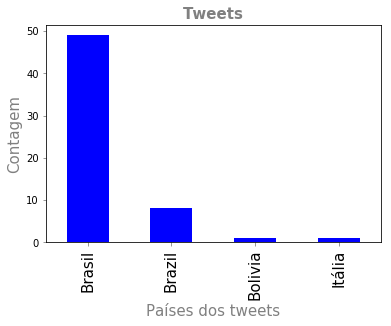 Tweets
Contagem
50
40
30
20
10
0
Brasil
Brazil
Bolivia
Itália
Países dos tweets